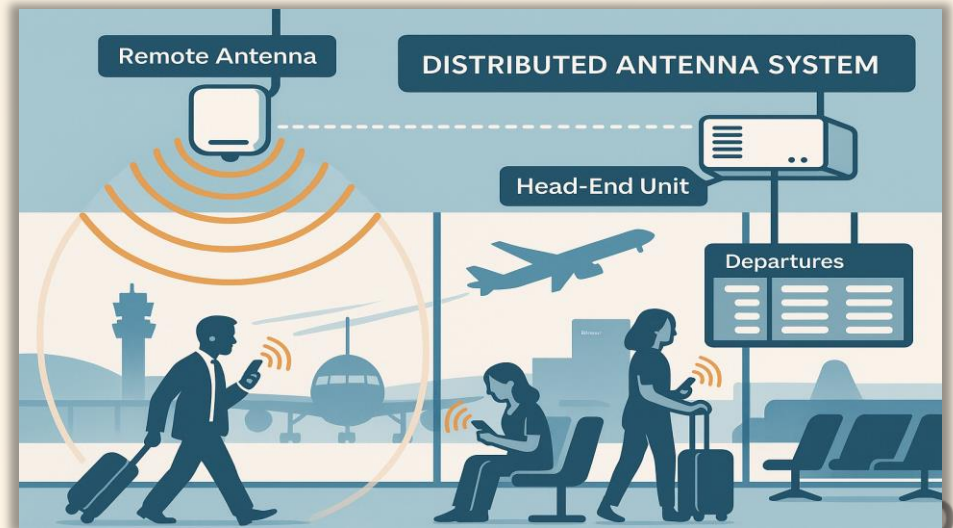 Remote Antenna
DISTRIBUTED ANTENNA SYSTEM
Head-End Unit
Departures